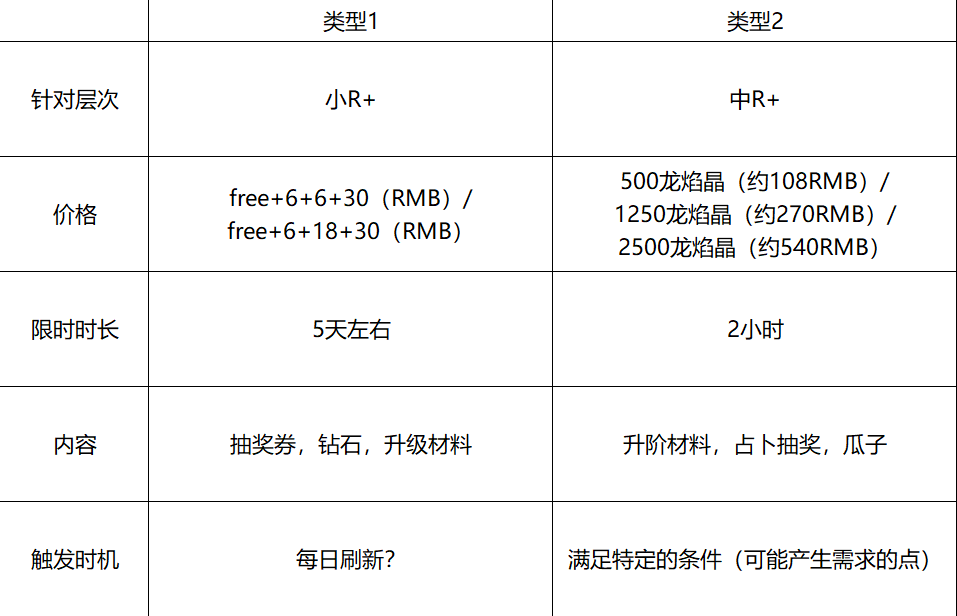 类型1
类型2
针对层次
小R+
中R+
价格
free+6+6+30（RMB）/
free+6+18+30（RMB）
500龙焰晶（约108RMB）/
1250龙焰晶（约270RMB）/
2500龙焰晶（约540RMB）
限时时长
5天左右
2小时
内容
抽奖券，钻石，升级材料
升阶材料，占卜抽奖，瓜子
触发时机
每日刷新？
满足特定的条件（可能产生需求的点）